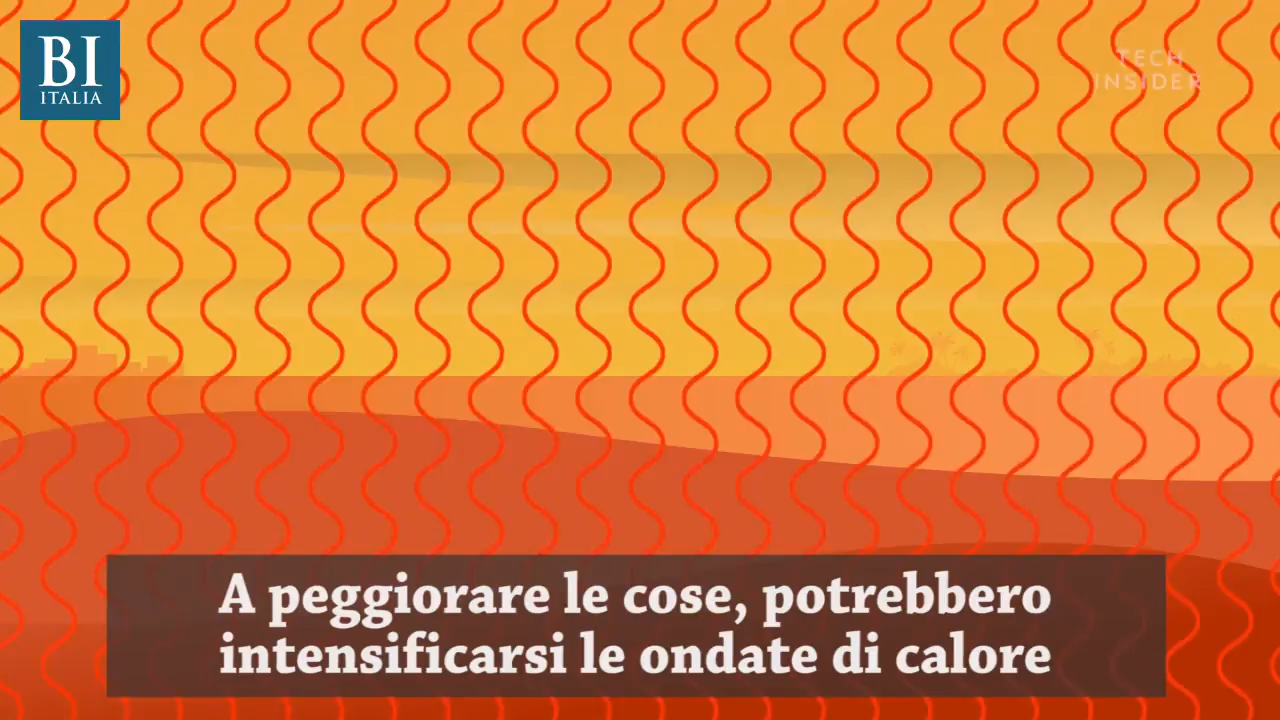 BI
ITALIA
TECH
INSIDER
A peggiorare le cose, potrebbero
intensificarsi le ondate di calore